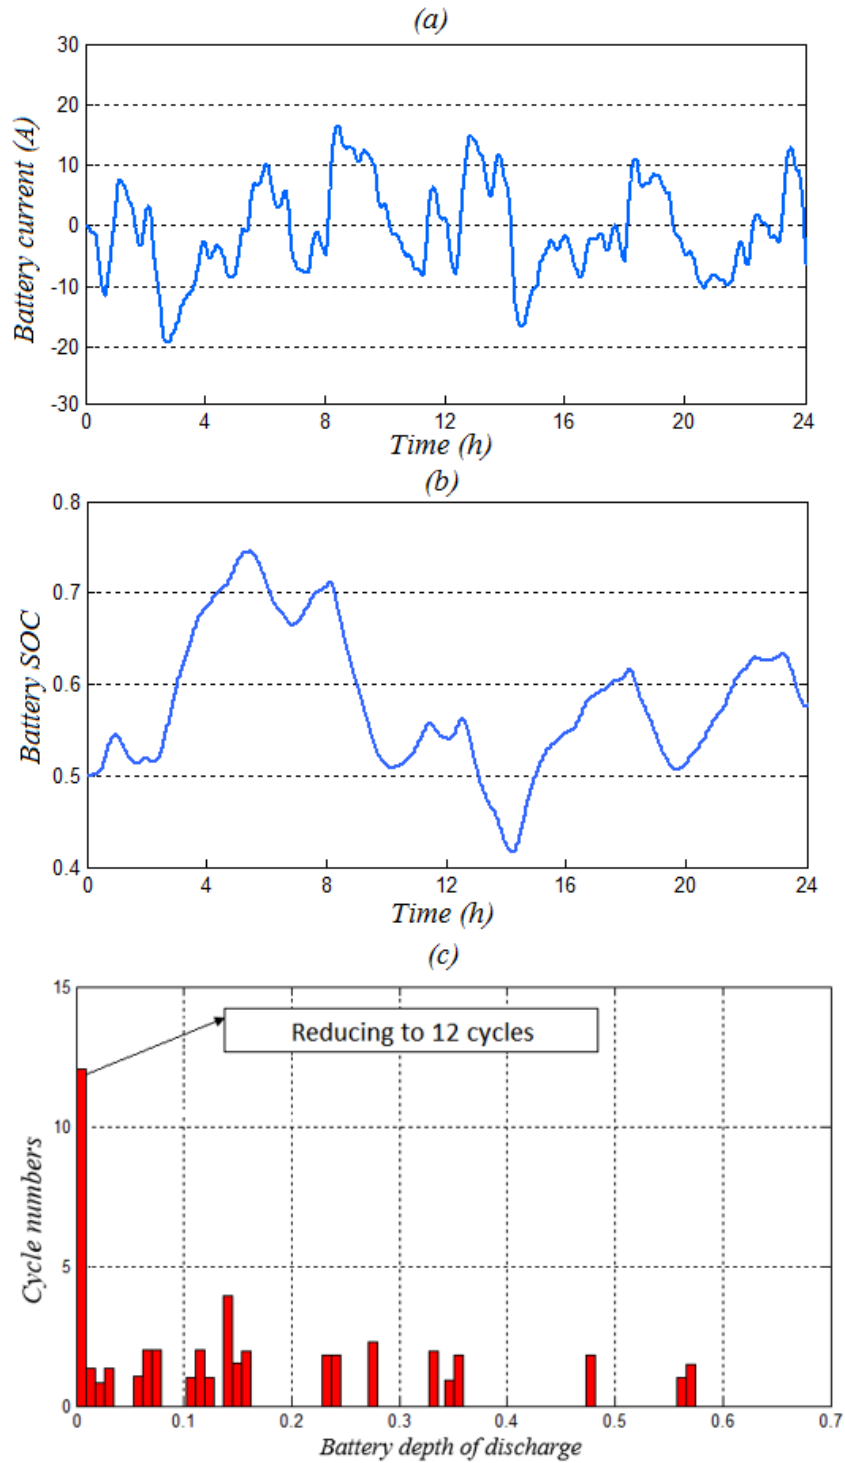 (a)
Battery current (A)
30
20
10
0
-10
-20
-30
0 4 8 12 16 20 24
Time (h)
(b)
Battery SOC
0.8
0.7
0.6
0.5
0.4
0 4 8 12 16 20 24
Time (h)
(c)
Cycle numbers
15
10
5
0
Reducing to 12 cycles
0 0.1 0.2 0.3 0.4 0.5 0.6 0.7
Battery depth of discharge